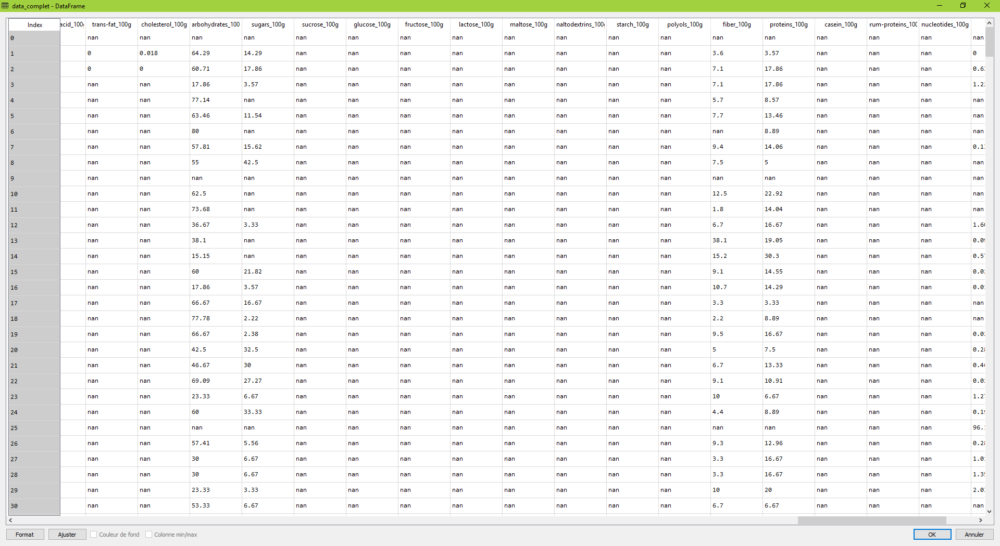 data_complet - DataFrame
Index acid_100g trans-fat_100g cholesterol_100g arbohydrates_100 sugars_100g sucrose_100g glucose_100g fructose_100g lactose_100g maltose_100g naltodextrins_100g starch_100g polyols_100g fiber_100g proteins_100g casein_100g erum-proteins_100 nucleotides_100g
0 nan nan nan nan nan nan nan nan nan nan nan nan nan nan nan nan nan nan nan
1 0 0.018 64.29 14.29 nan nan nan nan nan nan nan nan nan 3.6 3.57 nan nan nan 0
2 0 0 60.71 17.86 nan nan nan nan nan nan nan nan nan 7.1 17.86 nan nan nan 0.6
3 nan nan 17.86 3.57 nan nan nan nan nan nan nan nan nan 7.1 17.86 nan nan nan 1.2
4 nan nan 77.14 nan nan nan nan nan nan nan nan nan nan 5.7 8.57 nan nan nan nan
5 nan nan 63.46 11.54 nan nan nan nan nan nan nan nan nan 7.7 13.46 nan nan nan nan
6 nan nan 80 nan nan nan nan nan nan nan nan nan nan nan 8.89 nan nan nan nan
7 nan nan 57.81 15.62 nan nan nan nan nan nan nan nan nan 9.4 14.06 nan nan nan 0.1
8 nan nan 55 42.5 nan nan nan nan nan nan nan nan nan 7.5 5 nan nan nan nan
9 nan nan nan nan nan nan nan nan nan nan nan nan nan nan nan nan nan nan nan
10 nan nan 62.5 nan nan nan nan nan nan nan nan nan nan 12.5 22.92 nan nan nan nan
11 nan nan 73.68 nan nan nan nan nan nan nan nan nan nan 1.8 14.04 nan nan nan nan
12 nan nan 36.67 3.33 nan nan nan nan nan nan nan nan nan 6.7 16.67 nan nan nan 1.6
13 nan nan 38.1 nan nan nan nan nan nan nan nan nan nan 38.1 19.05 nan nan nan 0.0
14 nan nan 15.15 nan nan nan nan nan nan nan nan nan nan 15.2 30.3 nan nan nan 0.5
15 nan nan 60 21.82 nan nan nan nan nan nan nan nan nan 9.1 14.55 nan nan nan 0.0
16 nan nan 17.86 3.57 nan nan nan nan nan nan nan nan nan 10.7 14.29 nan nan nan 0.0
17 nan nan 66.67 16.67 nan nan nan nan nan nan nan nan nan 3.3 3.33 nan nan nan nan
18 nan nan 77.78 2.22 nan nan nan nan nan nan nan nan nan 2.2 8.89 nan nan nan nan
19 nan nan 66.67 2.38 nan nan nan nan nan nan nan nan nan 9.5 16.67 nan nan nan 0.0
20 nan nan 42.5 32.5 nan nan nan nan nan nan nan nan nan 5 7.5 nan nan nan 0.2
21 nan nan 46.67 30 nan nan nan nan nan nan nan nan nan 6.7 13.33 nan nan nan 0.4
22 nan nan 69.09 27.27 nan nan nan nan nan nan nan nan nan 9.1 10.91 nan nan nan 0.0
23 nan nan 23.33 6.67 nan nan nan nan nan nan nan nan nan 10 6.67 nan nan nan 1.2
24 nan nan 60 33.33 nan nan nan nan nan nan nan nan nan 4.4 8.89 nan nan nan 0.1
25 nan nan nan nan nan nan nan nan nan nan nan nan nan nan nan nan nan nan 96.
26 nan nan 57.41 5.56 nan nan nan nan nan nan nan nan nan 9.3 12.96 nan nan nan 0.2
27 nan nan 30 6.67 nan nan nan nan nan nan nan nan nan 3.3 16.67 nan nan nan 1.0
28 nan nan 30 6.67 nan nan nan nan nan nan nan nan nan 3.3 16.67 nan nan nan 1.3
29 nan nan 23.33 3.33 nan nan nan nan nan nan nan nan nan 10 20 nan nan nan 2.0
30 nan nan 53.33 6.67 nan nan nan nan nan nan nan nan nan 6.7 6.67 nan nan nan nan
Format Ajuster Couleur de fond Colonne min/max OK Annuler